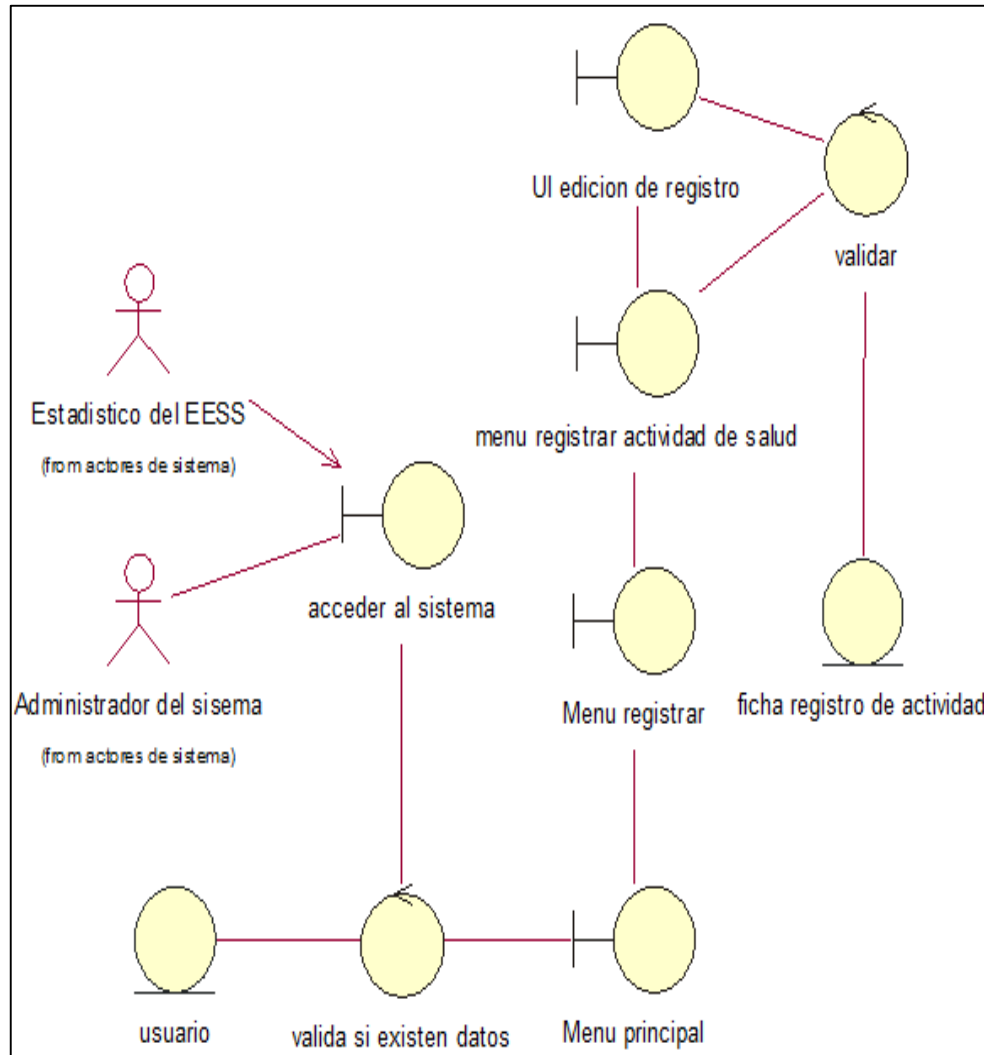 UI edicion de registro
validar
Estadistico del EESS
(from actores de sistema)
menu registrar actividad de salud
acceder al sistema
Administrador del sisema
(from actores de sistema)
Menu registrar
ficha registro de actividad
usuario
valida si existen datos
Menu principal